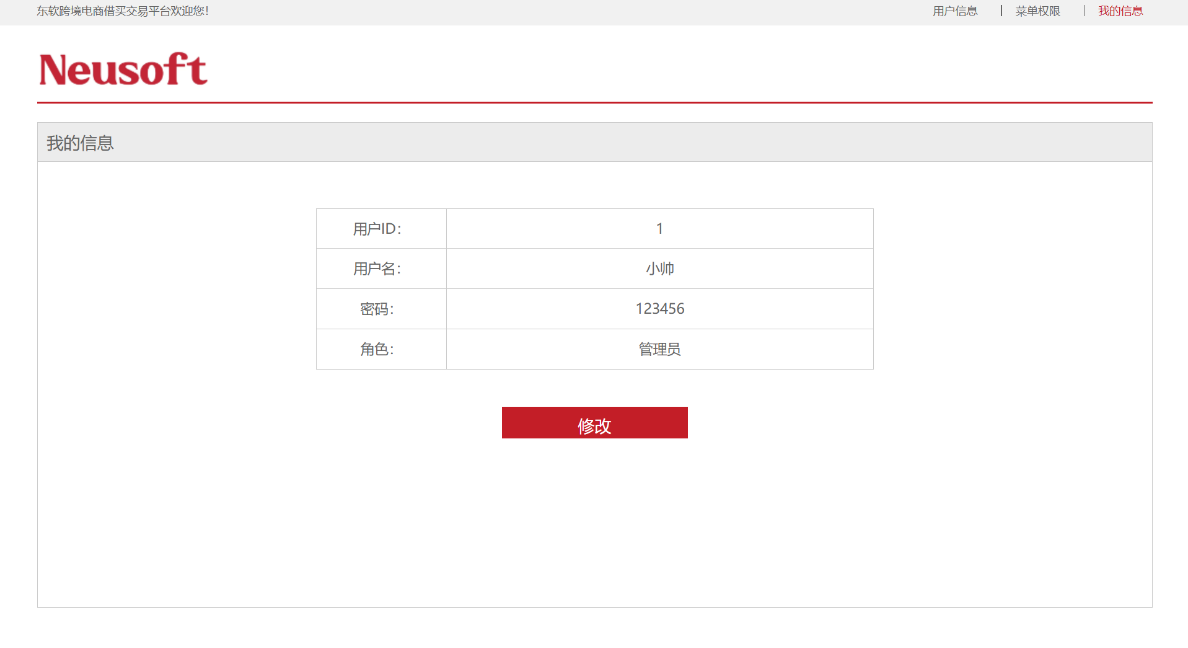 东软跨境电商借买交易平台欢迎您！
用户信息 | 菜单权限 | 我的信息
Neusoft
我的信息
用户ID： 1
用户名： 小帅
密码： 123456
角色： 管理员
修改